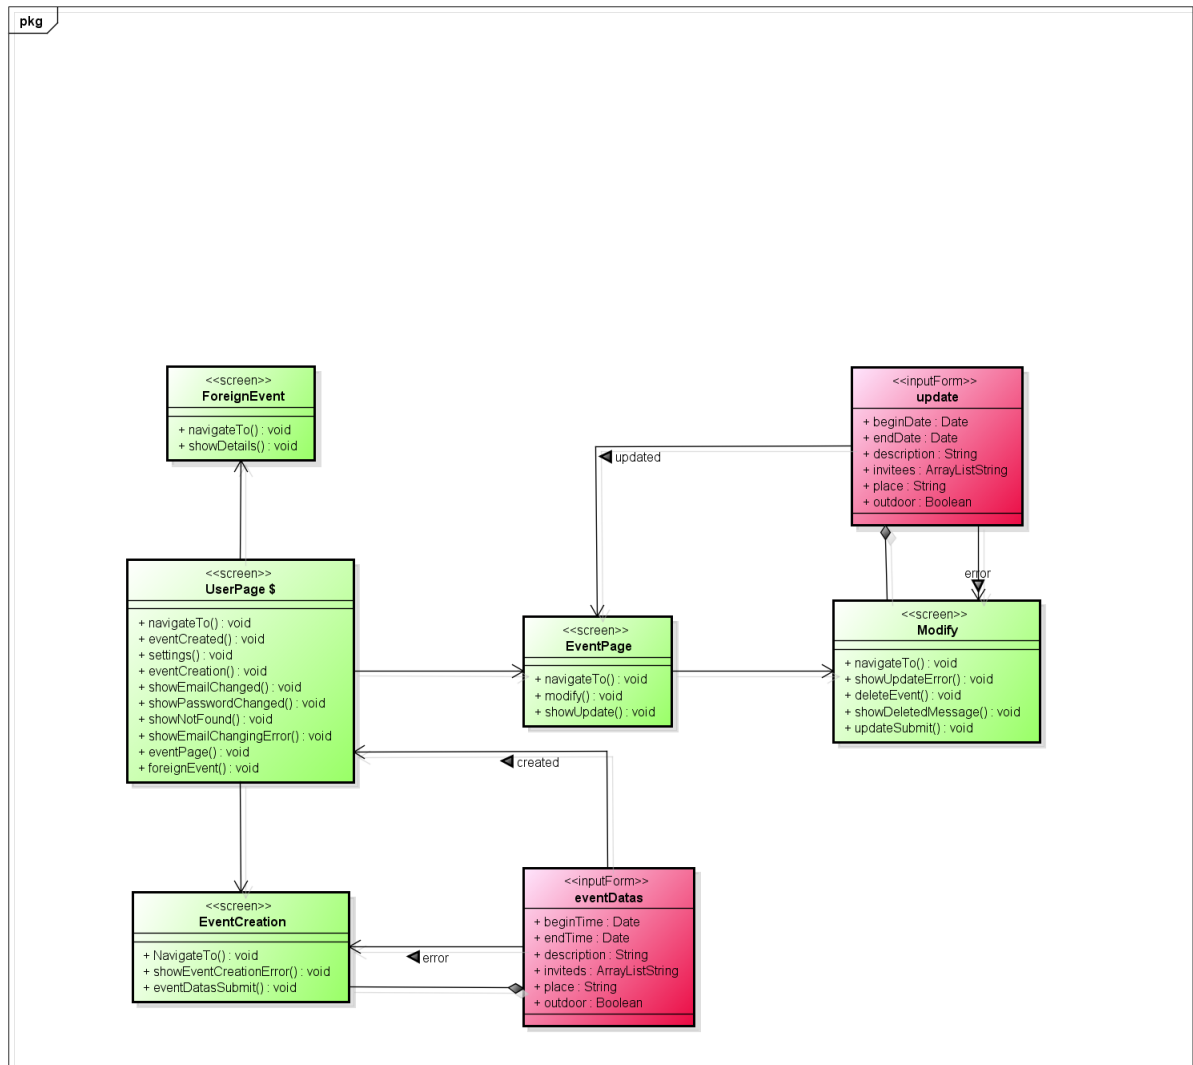 pkg
<<screen>>
ForeignEvent
+ navigateTo() : void
+ showDetails() : void
<<inputForm>>
update
+ beginDate : Date
+ endDate : Date
+ description : String
+ invitees : ArrayListString
+ place : String
+ outdoor : Boolean
updated
error
<<screen>>
UserPage $
+ navigateTo() : void
+ eventCreated() : void
+ settings() : void
+ eventCreation() : void
+ showEmailChanged() : void
+ showPasswordChanged() : void
+ showNotFound() : void
+ showEmailChangingError() : void
+ eventPage() : void
+ foreignEvent() : void
<<screen>>
EventPage
+ navigateTo() : void
+ modify() : void
+ showUpdate() : void
<<screen>>
Modify
+ navigateTo() : void
+ showUpdateError() : void
+ deleteEvent() : void
+ showDeletedMessage() : void
+ updateSubmit() : void
created
<<screen>>
EventCreation
+ NavigateTo() : void
+ showEventCreationError() : void
+ eventDatasSubmit() : void
error
<<inputForm>>
eventDatas
+ beginTime : Date
+ endTime : Date
+ description : String
+ inviteds : ArrayListString
+ place : String
+ outdoor : Boolean